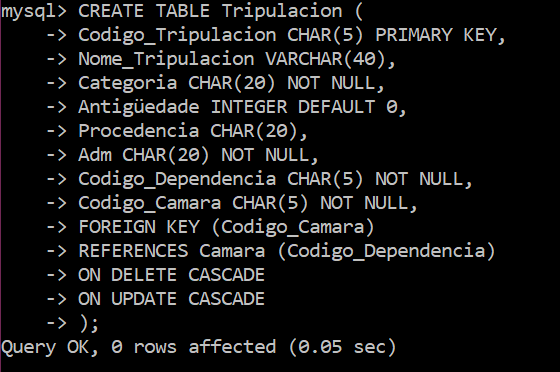 mysql> CREATE TABLE Tripulacion (
    -> Codigo_Tripulacion CHAR(5) PRIMARY KEY,
    -> Nome_Tripulacion VARCHAR(40),
    -> Categoria CHAR(20) NOT NULL,
    -> Antigüedade INTEGER DEFAULT 0,
    -> Procedencia CHAR(20),
    -> Adm CHAR(20) NOT NULL,
    -> Codigo_Dependencia CHAR(5) NOT NULL,
    -> Codigo_Camara CHAR(5) NOT NULL,
    -> FOREIGN KEY (Codigo_Camara)
    -> REFERENCES Camara (Codigo_Dependencia)
    -> ON DELETE CASCADE
    -> ON UPDATE CASCADE
    -> );
Query OK, 0 rows affected (0.05 sec)